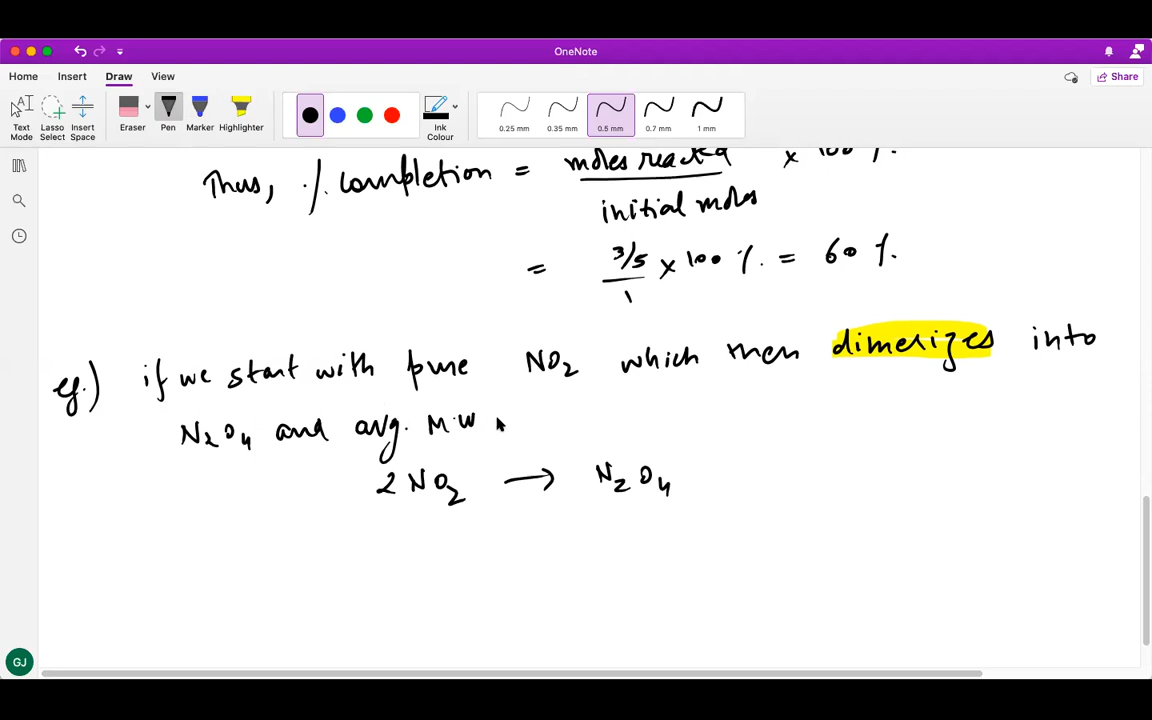 OneNote
Home Insert Draw View
Share
Text Mode
Lasso Select
Insert Space
Eraser
Pen
Marker
Highlighter
Ink Colour
0.25 mm
0.35 mm
0.5 mm
0.7 mm
1 mm
Thus, % completion = moles reacted / initial moles × 100 %
= 3/5 / 1 × 100 % = 60 %
eg.) if we start with pure NO₂ which then dimerizes into
N₂O₄ and avg. M.W
2NO₂ → N₂O₄
GJ